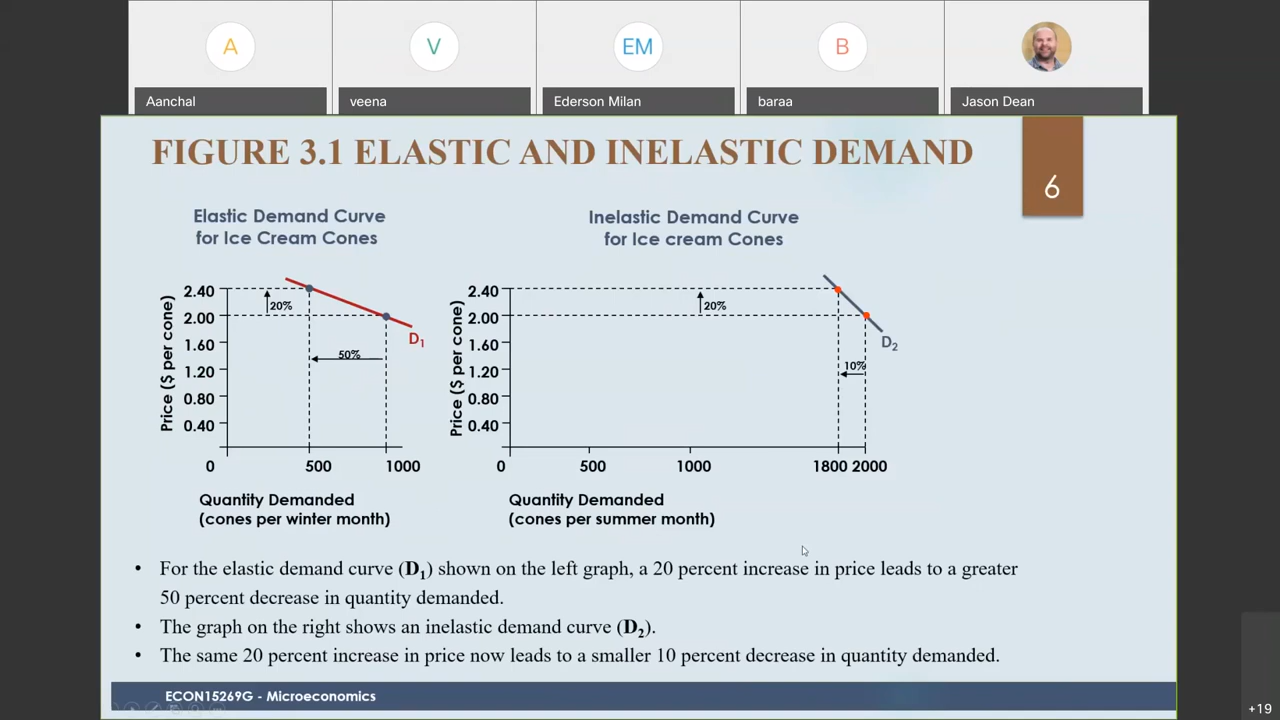 A
V
EM
B
Aanchal
veena
Ederson Milan
baraa
Jason Dean
FIGURE 3.1 ELASTIC AND INELASTIC DEMAND
6
Elastic Demand Curve
for Ice Cream Cones
Price ($ per cone)
2.40
2.00
1.60
1.20
0.80
0.40
20%
50%
D1
0 500 1000
Quantity Demanded
(cones per winter month)
Inelastic Demand Curve
for Ice cream Cones
Price ($ per cone)
2.40
2.00
1.60
1.20
0.80
0.40
20%
10%
D2
0 500 1000 1800 2000
Quantity Demanded
(cones per summer month)
• For the elastic demand curve (D1) shown on the left graph, a 20 percent increase in price leads to a greater
50 percent decrease in quantity demanded.
• The graph on the right shows an inelastic demand curve (D2).
• The same 20 percent increase in price now leads to a smaller 10 percent decrease in quantity demanded.
ECON15269G - Microeconomics
+19